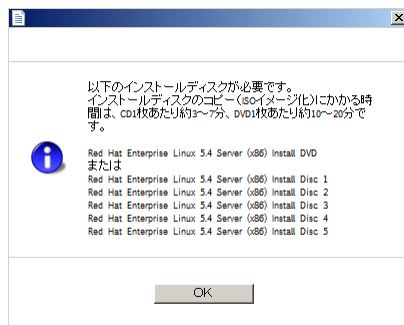 以下のインストールディスクが必要です。
インストールディスクのコピー(ISOイメージ化)にかかる時
間は、CD1枚あたり約3～7分、DVD1枚あたり約10～20分で
す。
Red Hat Enterprise Linux 5.4 Server (x86) Install DVD
または
Red Hat Enterprise Linux 5.4 Server (x86) Install Disc 1
Red Hat Enterprise Linux 5.4 Server (x86) Install Disc 2
Red Hat Enterprise Linux 5.4 Server (x86) Install Disc 3
Red Hat Enterprise Linux 5.4 Server (x86) Install Disc 4
Red Hat Enterprise Linux 5.4 Server (x86) Install Disc 5
OK